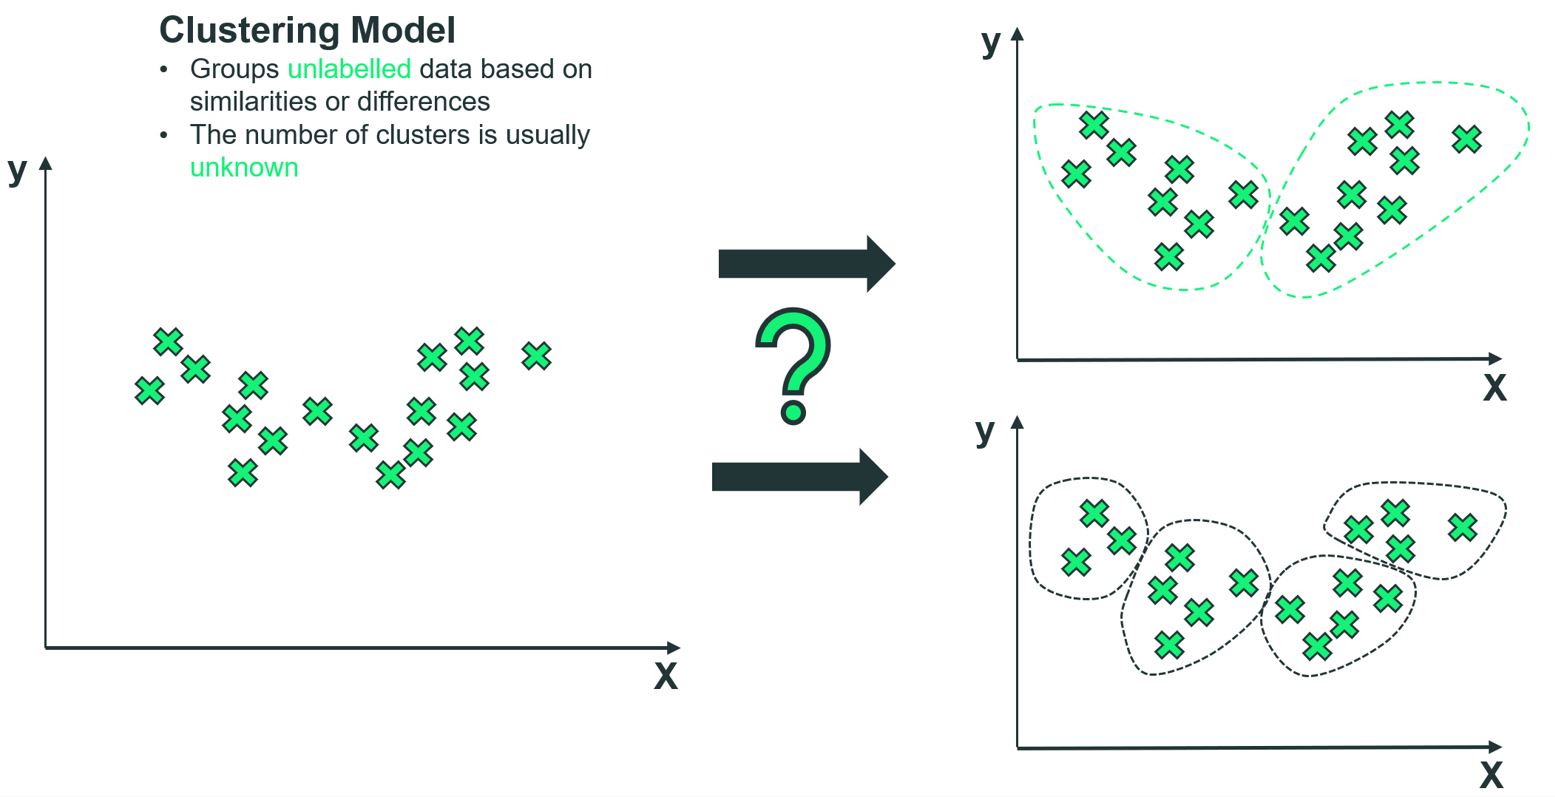 Clustering Model
• Groups unlabelled data based on
similarities or differences
• The number of clusters is usually
unknown
y
X
?
y
X
y
X